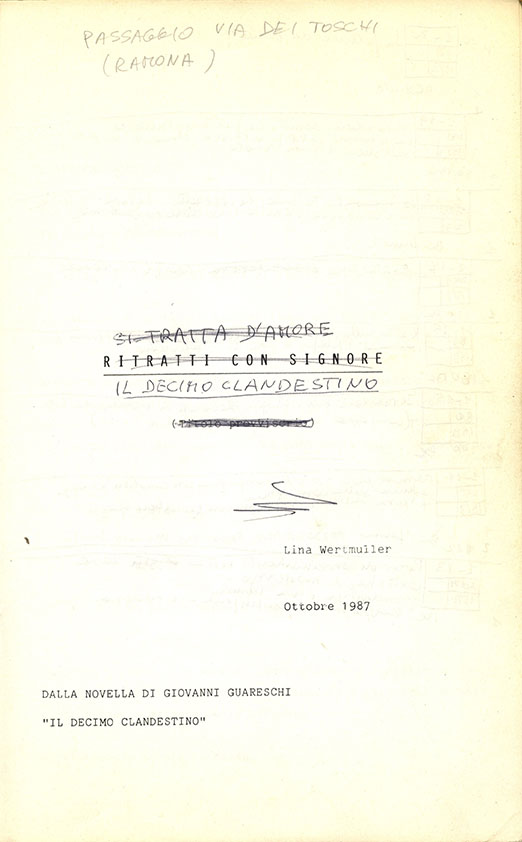 PASSAGGIO VIA DEI TOSCHI
(RAMONA)
SI TRATTA D'AMORE
RITRATTI CON SIGNORE
IL DECIMO CLANDESTINO
(Titolo provvisorio)
Lina Wertmuller
Ottobre 1987
DALLA NOVELLA DI GIOVANNI GUARESCHI
"IL DECIMO CLANDESTINO"